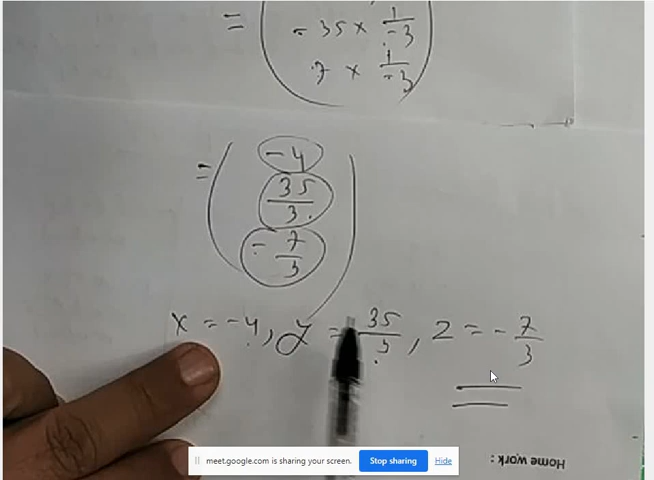 =
- 35 × 1/-3
7 × 1/-3
=
-4
35/3
- 7/3
x = -4, y = 35/3, z = - 7/3
meet.google.com is sharing your screen. Stop sharing Hide
Home work :